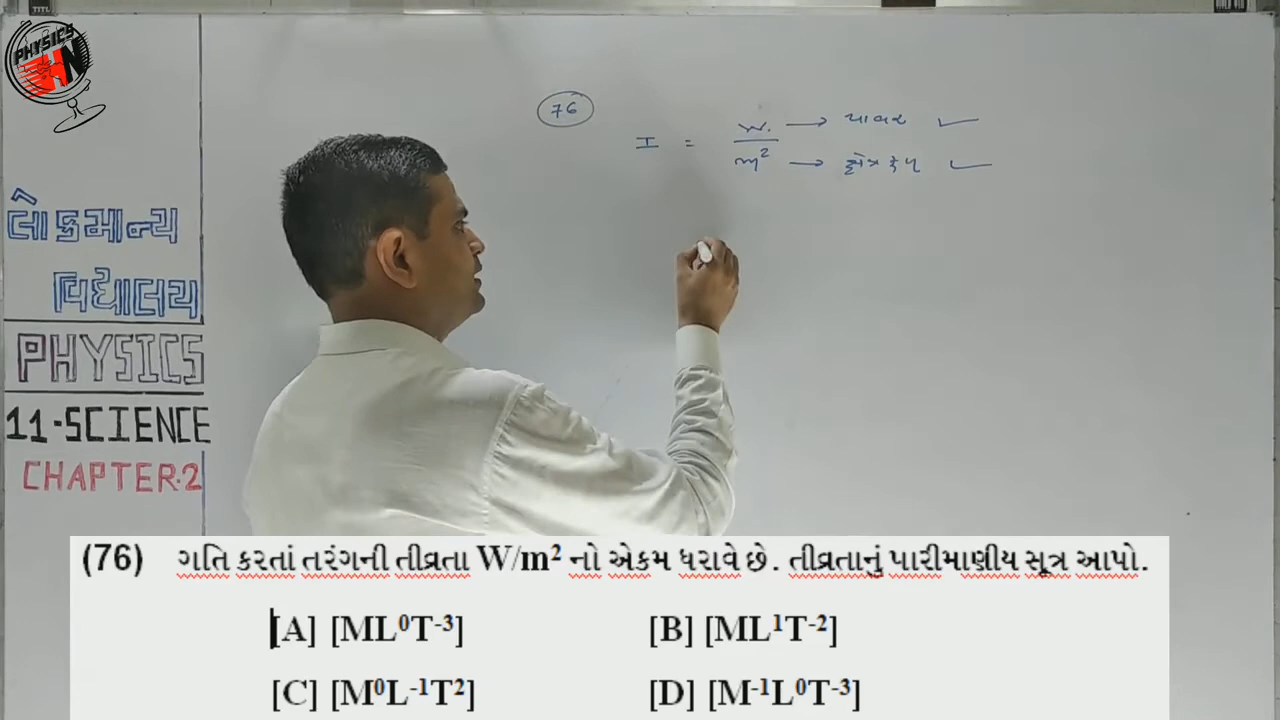 PHYSICS
HN
લોકમાન્ય
વિદ્યાલય
PHYSICS
11-SCIENCE
CHAPTER-2
76
I = W. → પાવર
m² → ક્ષેત્રફળ
(76) ગતિ કરતાં તરંગની તીવ્રતા W/m² નો એકમ ધરાવે છે. તીવ્રતાનું પારીમાણીય સૂત્ર આપો.
[A] [ML⁰T⁻³] [B] [ML¹T⁻²]
[C] [M⁰L⁻¹T²] [D] [M⁻¹L⁰T⁻³]